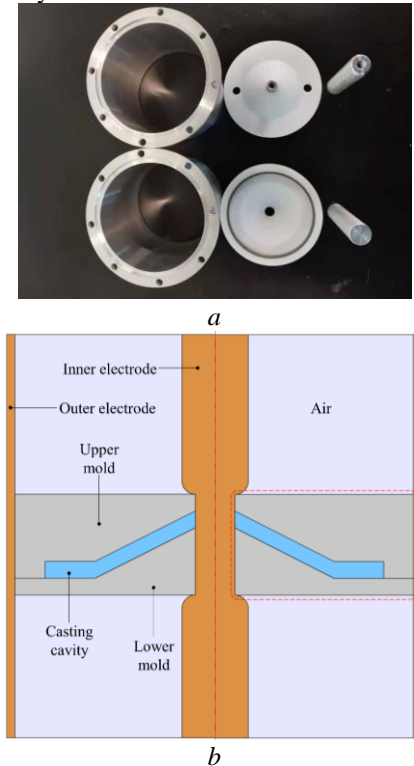 a
Inner electrode
Outer electrode
Air
Upper
mold
Casting
cavity
Lower
mold
b